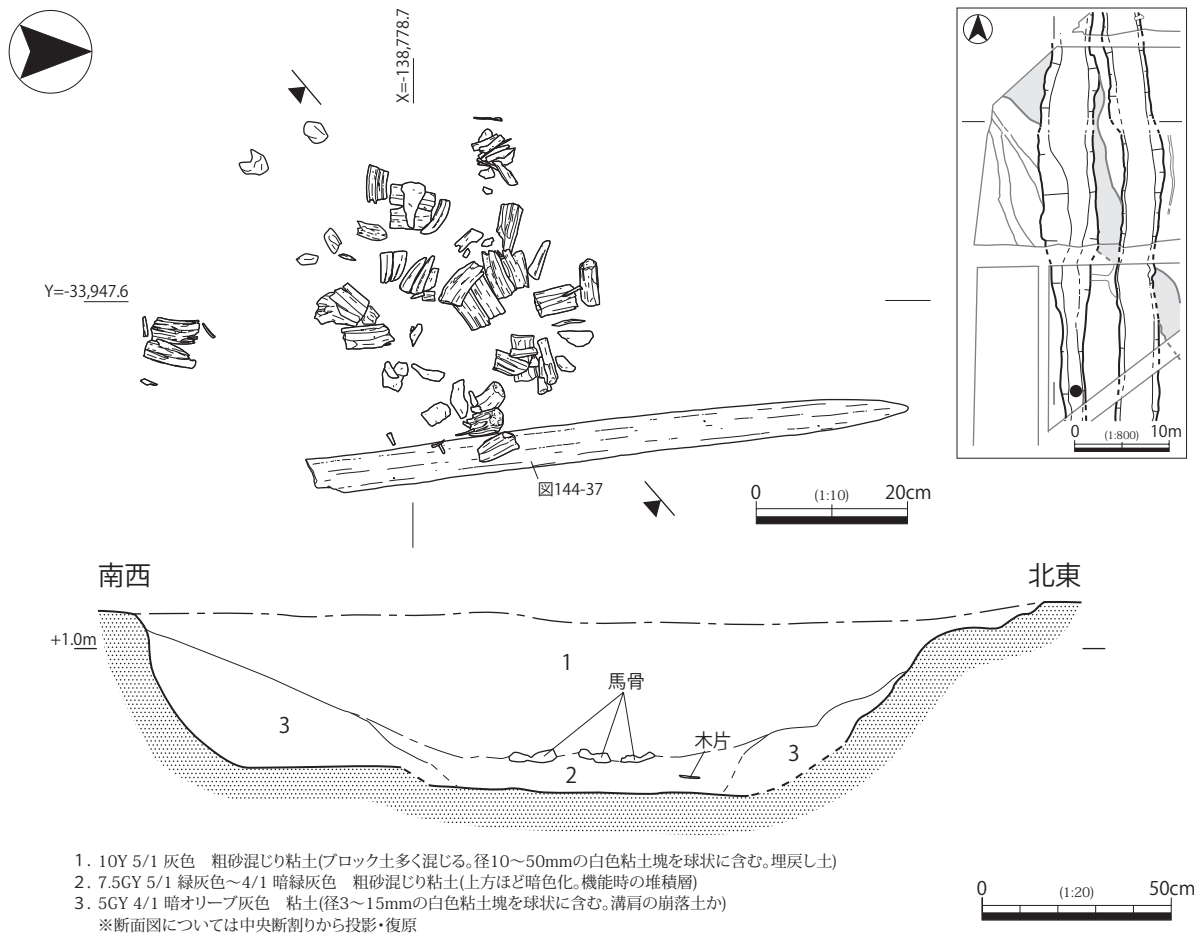 X=-138,778.7
Y=-33,947.6
図144-37
0 (1:10) 20cm
0 (1:800) 10m
南西
北東
+1.0m
1
馬骨
3
木片
3
2
1. 10Y 5/1 灰色　粗砂混じり粘土(ブロック土多く混じる。径10～50mmの白色粘土塊を球状に含む。埋戻し土)
2. 7.5GY 5/1 緑灰色～4/1 暗緑灰色　粗砂混じり粘土(上方ほど暗色化。機能時の堆積層)
3. 5GY 4/1 暗オリーブ灰色　粘土(径3～15mmの白色粘土塊を球状に含む。溝肩の崩落土か)
※断面図については中央断割りから投影・復原
0 (1:20) 50cm